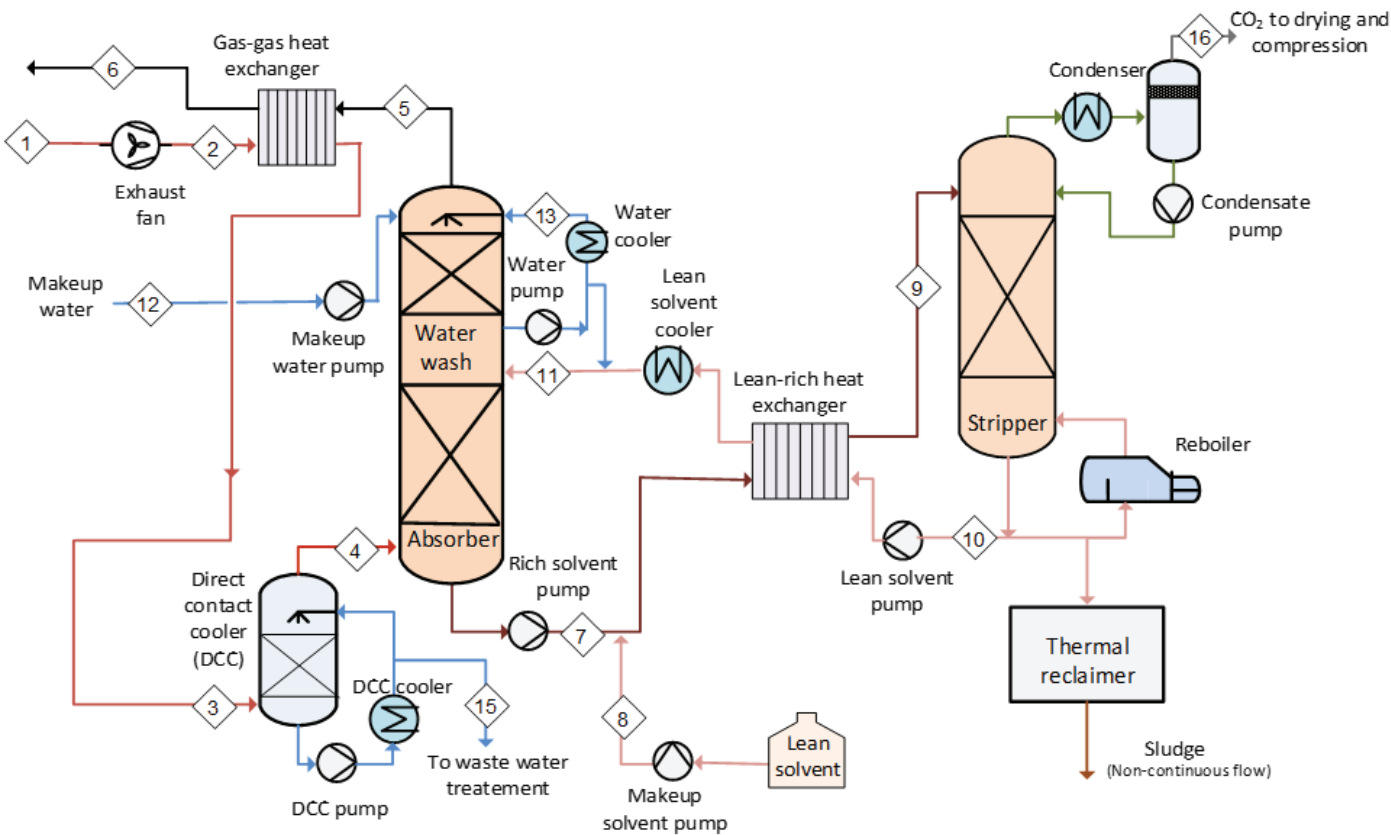 CO₂ to drying and
compression
16
Gas-gas heat
exchanger
6
Condenser
5
1
2
Exhaust
fan
Condensate
pump
13
Water
cooler
Water
pump
Makeup
water
12
Lean
solvent
cooler
9
Makeup
water pump
Water
wash
11
Lean-rich heat
exchanger
Stripper
Reboiler
Absorber
4
10
Rich solvent
pump
Lean solvent
pump
Direct
contact
cooler
(DCC)
7
Thermal
reclaimer
DCC cooler
3
15
8
To waste water
treatement
Lean
solvent
Sludge
(Non-continuous flow)
DCC pump
Makeup
solvent pump